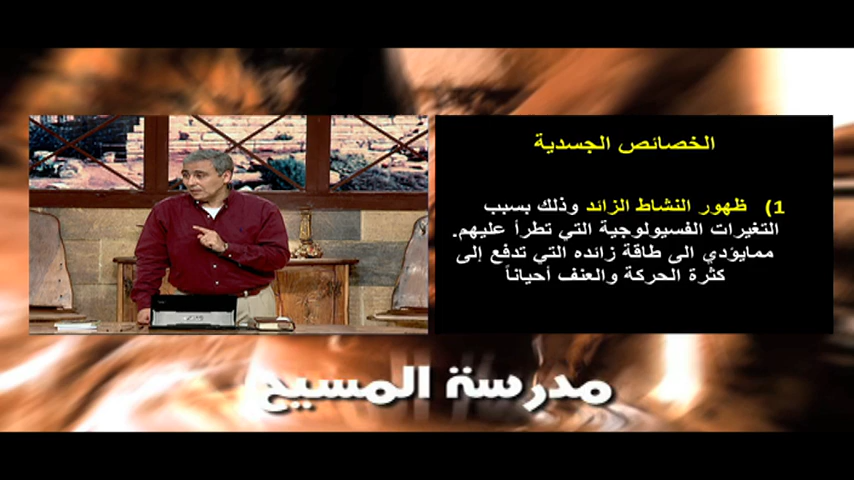 الخصائص الجسدية
1) ظهور النشاط الزائد وذلك بسبب
التغيرات الفسيولوجية التي تطرأ عليهم.
ممايؤدي الى طاقة زائده التي تدفع إلى
كثرة الحركة والعنف أحياناً
مدرسة المسيح